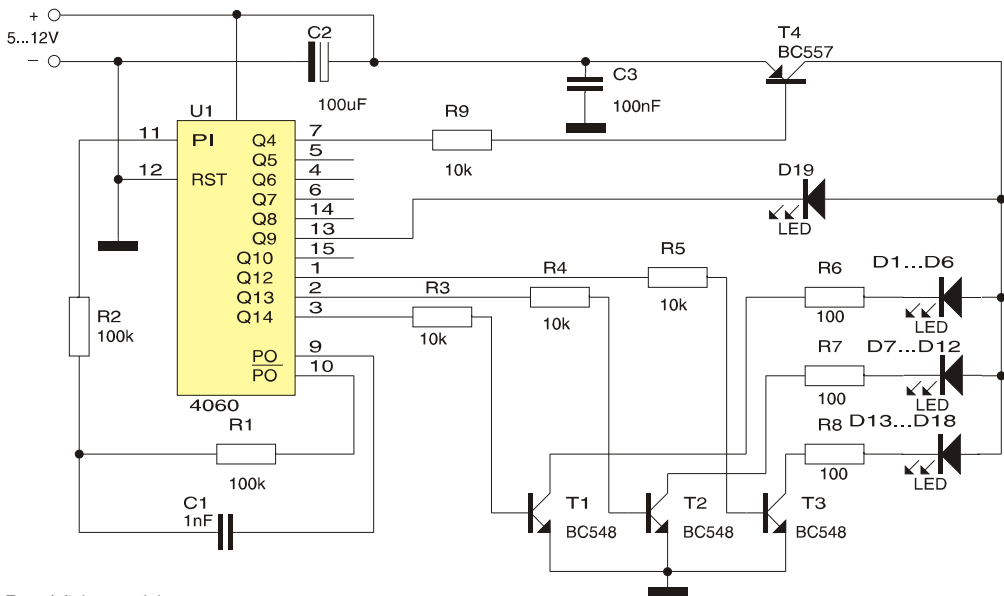 +
5...12V
–
C2
100uF
C3
100nF
T4
BC557
U1
11
12
PI
RST
Q4
Q5
Q6
Q7
Q8
Q9
Q10
Q12
Q13
Q14
PO
PO
7
5
4
6
14
13
15
1
2
3
9
10
4060
R9
10k
D19
LED
R5
10k
R4
10k
R3
10k
R2
100k
R1
100k
C1
1nF
R6
100
D1...D6
LED
R7
100
D7...D12
LED
R8
100
D13...D18
LED
T1
BC548
T2
BC548
T3
BC548